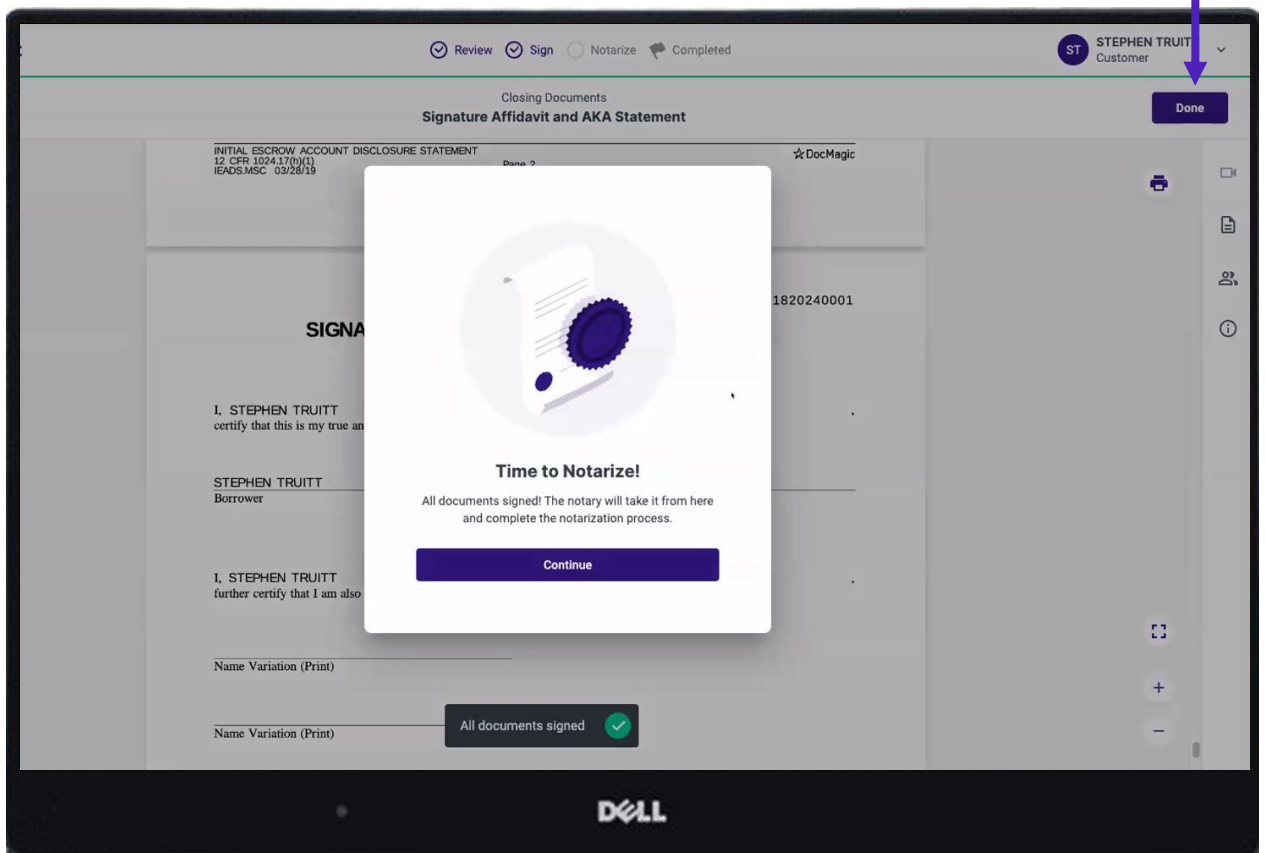 Review Sign Notarize Completed
ST STEPHEN TRUIT
Customer
Closing Documents
Signature Affidavit and AKA Statement
Done
INITIAL ESCROW ACCOUNT DISCLOSURE STATEMENT
12 CFR 1024.17(h)(1)
IEADS.MSC 03/28/19
Page 2
DocMagic
1820240001
SIGNA
I, STEPHEN TRUITT ,
certify that this is my true an
STEPHEN TRUITT
Borrower
Time to Notarize!
All documents signed! The notary will take it from here
and complete the notarization process.
Continue
I, STEPHEN TRUITT ,
further certify that I am also
Name Variation (Print)
All documents signed
Name Variation (Print)
DELL